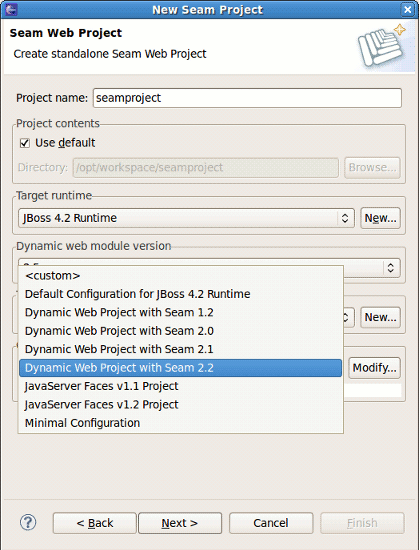 New Seam Project
Seam Web Project
Create standalone Seam Web Project
Project name: seamproject
Project contents
Use default
Directory: /opt/workspace/seamproject Browse...
Target runtime
JBoss 4.2 Runtime New...
Dynamic web module version
<custom>
Default Configuration for JBoss 4.2 Runtime
Dynamic Web Project with Seam 1.2
Dynamic Web Project with Seam 2.0 New...
Dynamic Web Project with Seam 2.1
Dynamic Web Project with Seam 2.2 Modify...
JavaServer Faces v1.1 Project
JavaServer Faces v1.2 Project
Minimal Configuration
? < Back Next > Cancel Finish